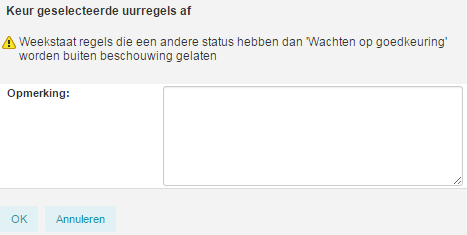 Keur geselecteerde uurregels af
Weekstaat regels die een andere status hebben dan 'Wachten op goedkeuring'
worden buiten beschouwing gelaten
Opmerking:
OK Annuleren